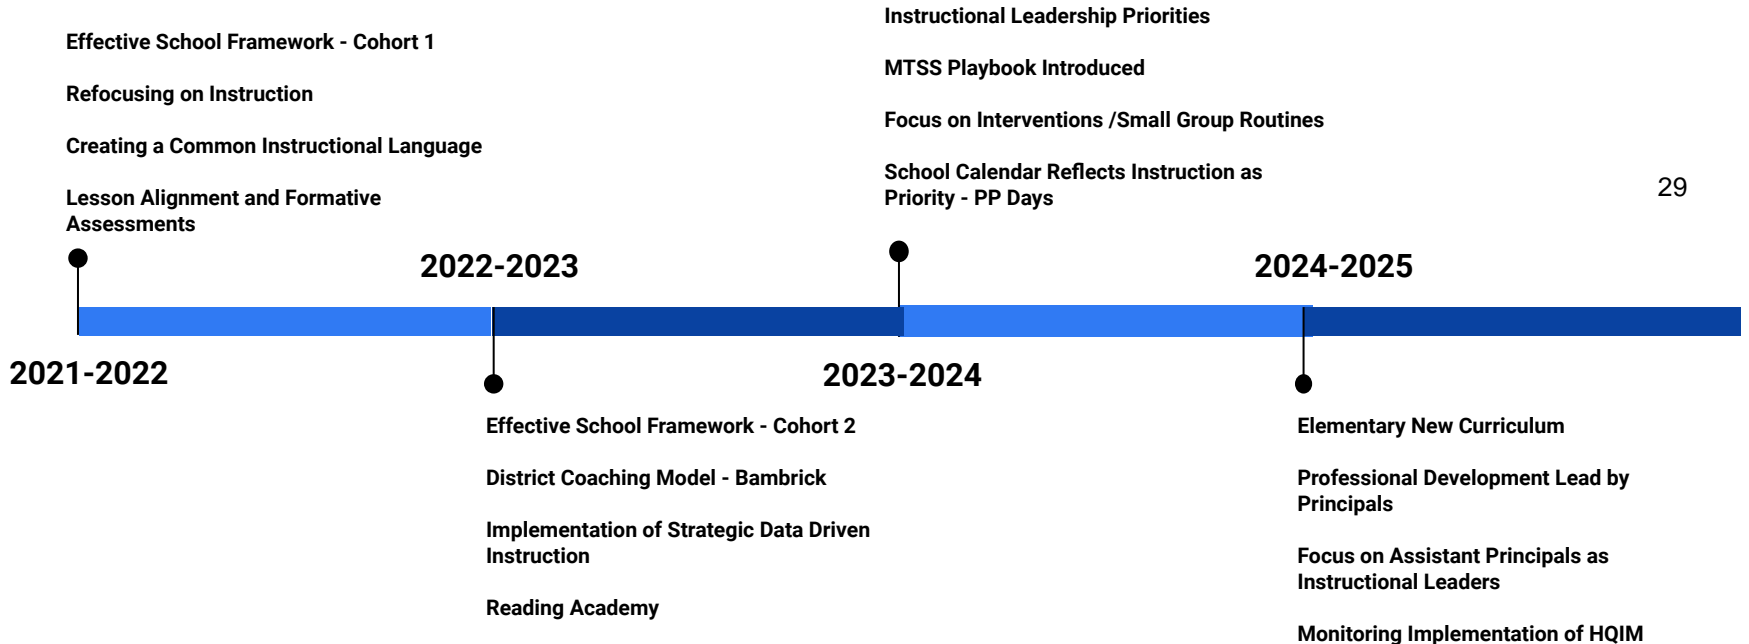 Effective School Framework - Cohort 1
Refocusing on Instruction
Creating a Common Instructional Language
Lesson Alignment and Formative
Assessments
2021-2022
2022-2023
Effective School Framework - Cohort 2
District Coaching Model - Bambrick
Implementation of Strategic Data Driven
Instruction
Reading Academy
Instructional Leadership Priorities
MTSS Playbook Introduced
Focus on Interventions /Small Group Routines
School Calendar Reflects Instruction as
Priority - PP Days
2023-2024
2024-2025
Elementary New Curriculum
Professional Development Lead by
Principals
Focus on Assistant Principals as
Instructional Leaders
Monitoring Implementation of HQIM
29